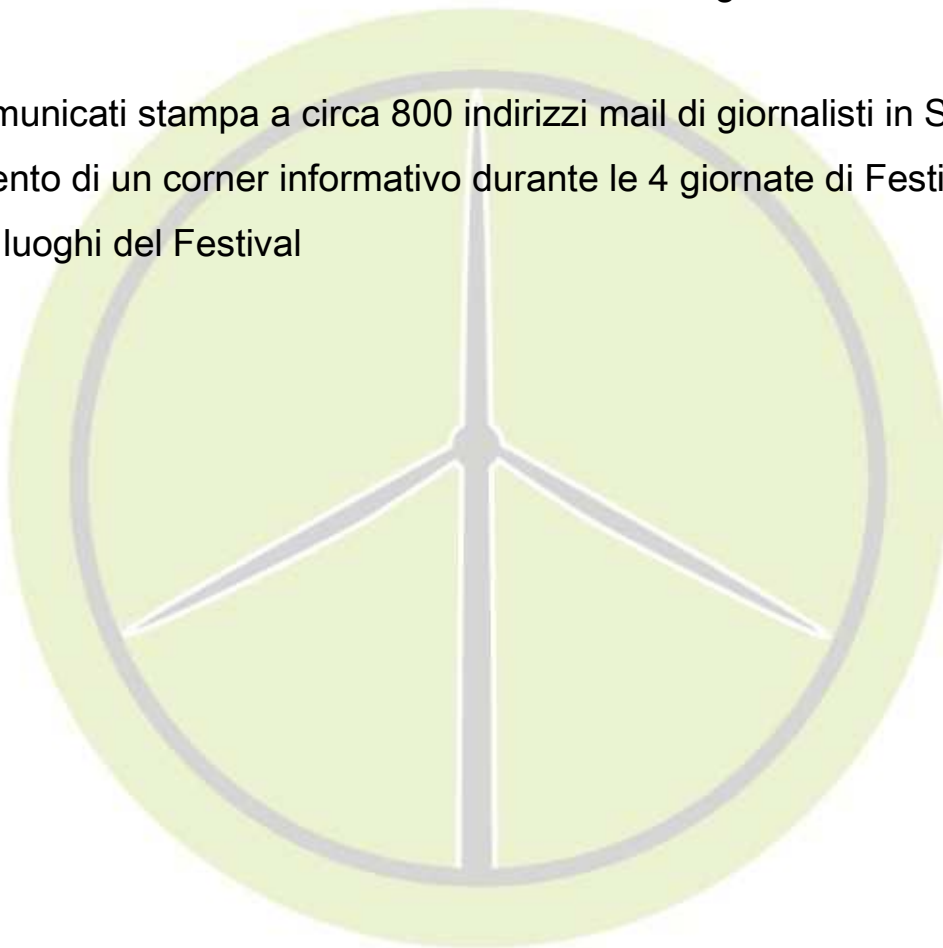 municati stampa a circa 800 indirizzi mail di giornalisti in S
ento di un corner informativo durante le 4 giornate di Festi
luoghi del Festival